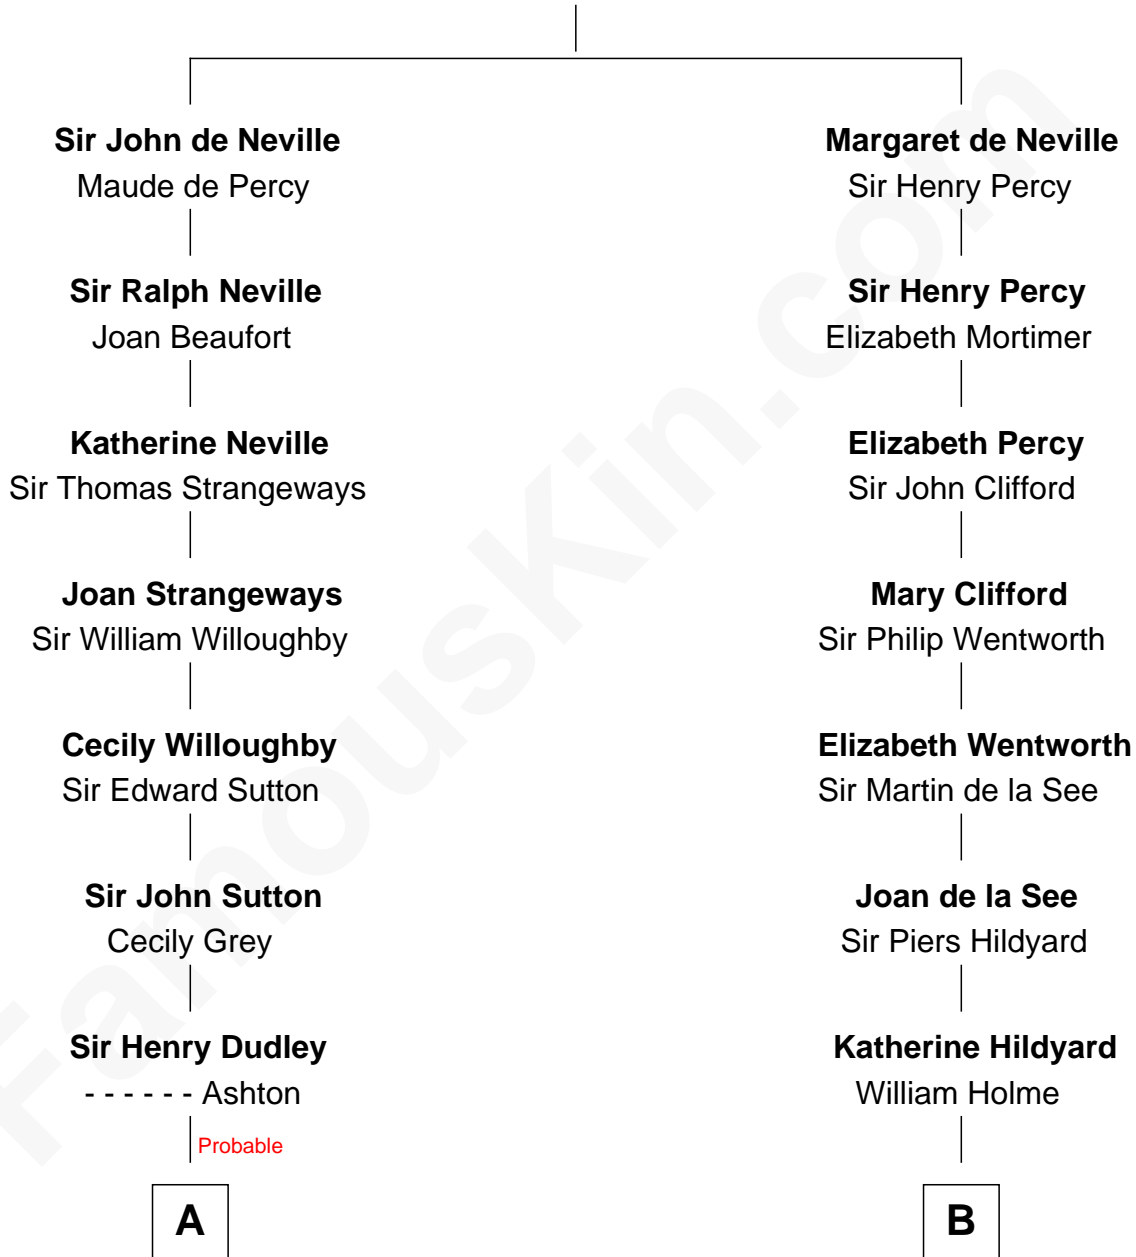 Sir John de Neville
Maude de Percy
Sir Ralph Neville
Joan Beaufort
Katherine Neville
Sir Thomas Strangeways
Joan Strangeways
Sir William Willoughby
Cecily Willoughby
Sir Edward Sutton
Sir John Sutton
Cecily Grey
Sir Henry Dudley
- - - - - - Ashton
Probable
A
Margaret de Neville
Sir Henry Percy
Sir Henry Percy
Elizabeth Mortimer
Elizabeth Percy
Sir John Clifford
Mary Clifford
Sir Philip Wentworth
Elizabeth Wentworth
Sir Martin de la See
Joan de la See
Sir Piers Hildyard
Katherine Hildyard
William Holme
B
FamousKin.com